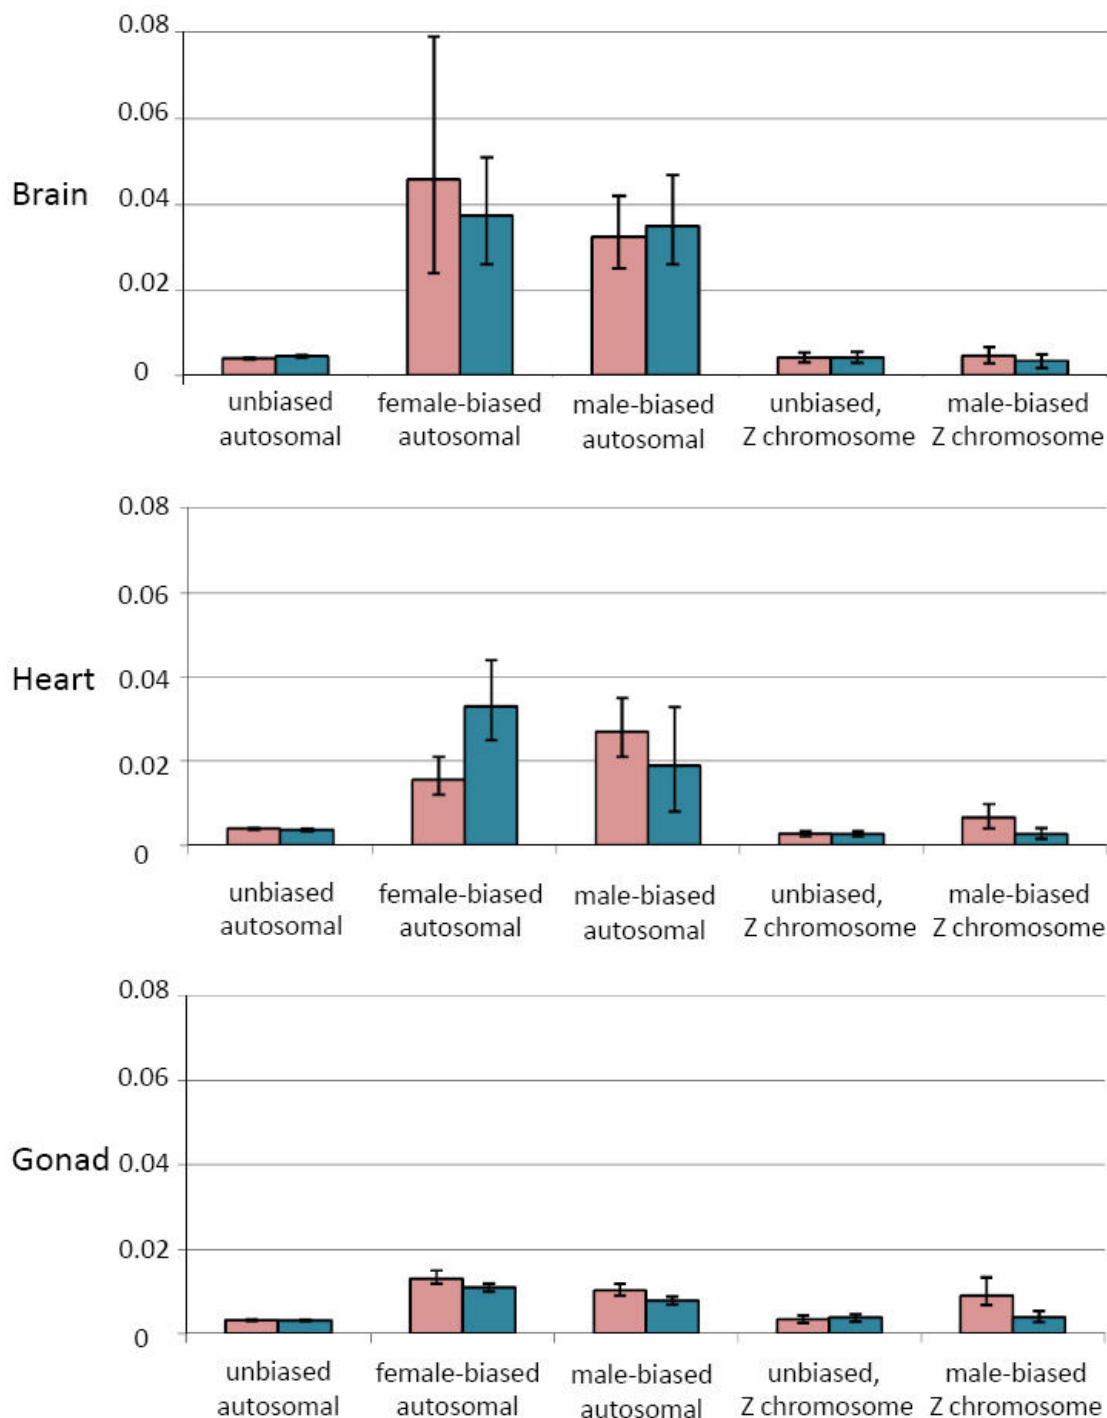 0.08
0.06
Brain
0.04
0.02
0
unbiased autosomal
female-biased autosomal
male-biased autosomal
unbiased, Z chromosome
male-biased Z chromosome
0.08
0.06
Heart
0.04
0.02
0
unbiased autosomal
female-biased autosomal
male-biased autosomal
unbiased, Z chromosome
male-biased Z chromosome
0.08
0.06
Gonad
0.04
0.02
0
unbiased autosomal
female-biased autosomal
male-biased autosomal
unbiased, Z chromosome
male-biased Z chromosome